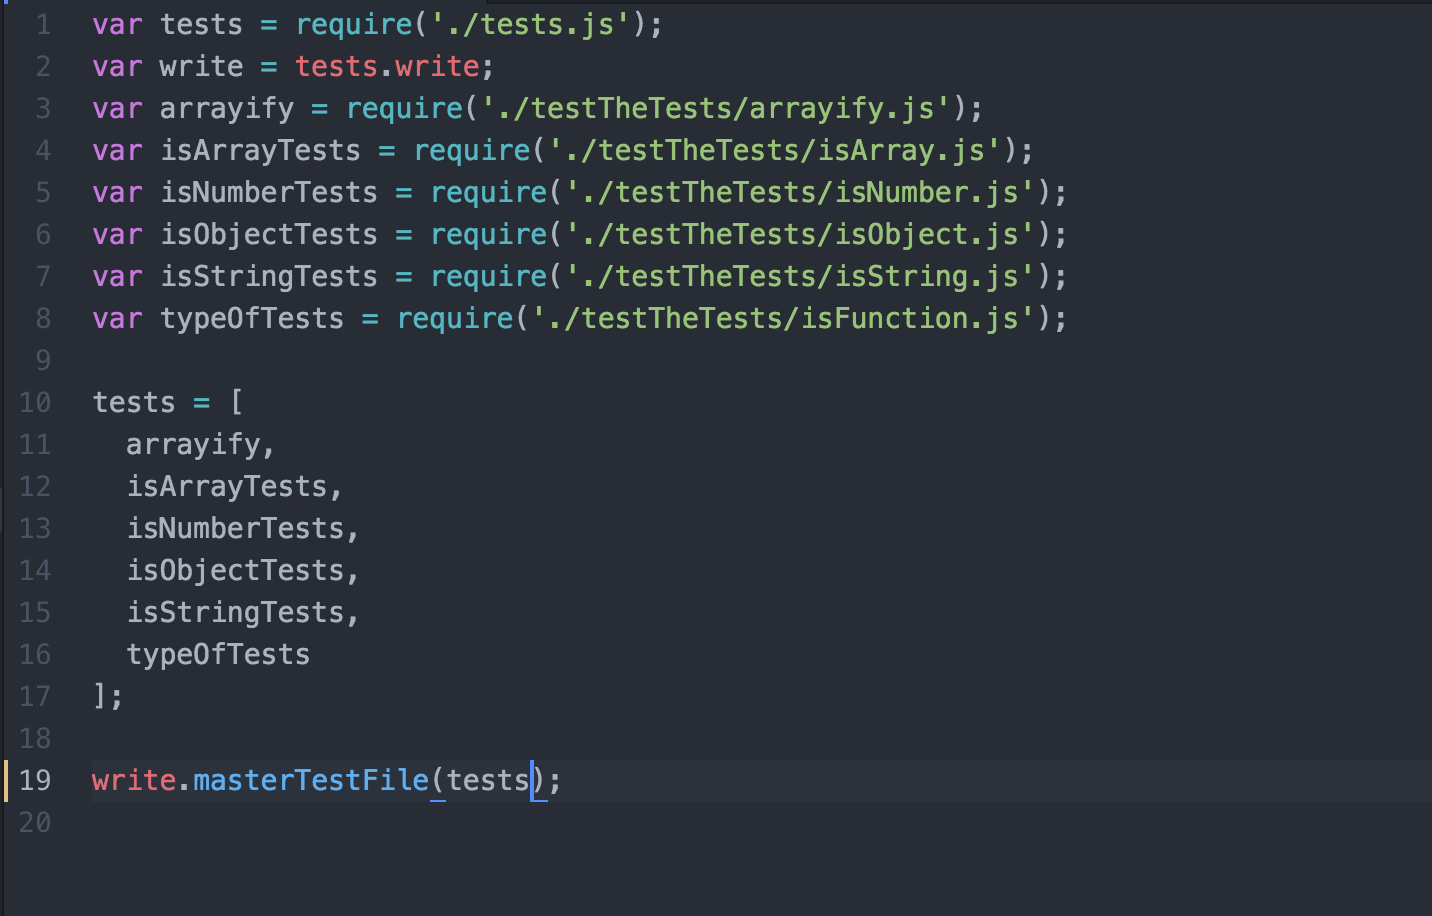 1 var tests = require('./tests.js');
2 var write = tests.write;
3 var arrayify = require('./testTheTests/arrayify.js');
4 var isArrayTests = require('./testTheTests/isArray.js');
5 var isNumberTests = require('./testTheTests/isNumber.js');
6 var isObjectTests = require('./testTheTests/isObject.js');
7 var isStringTests = require('./testTheTests/isString.js');
8 var typeOfTests = require('./testTheTests/isFunction.js');
9
10 tests = [
11   arrayify,
12   isArrayTests,
13   isNumberTests,
14   isObjectTests,
15   isStringTests,
16   typeOfTests
17 ];
18
19 write.masterTestFile(tests);
20